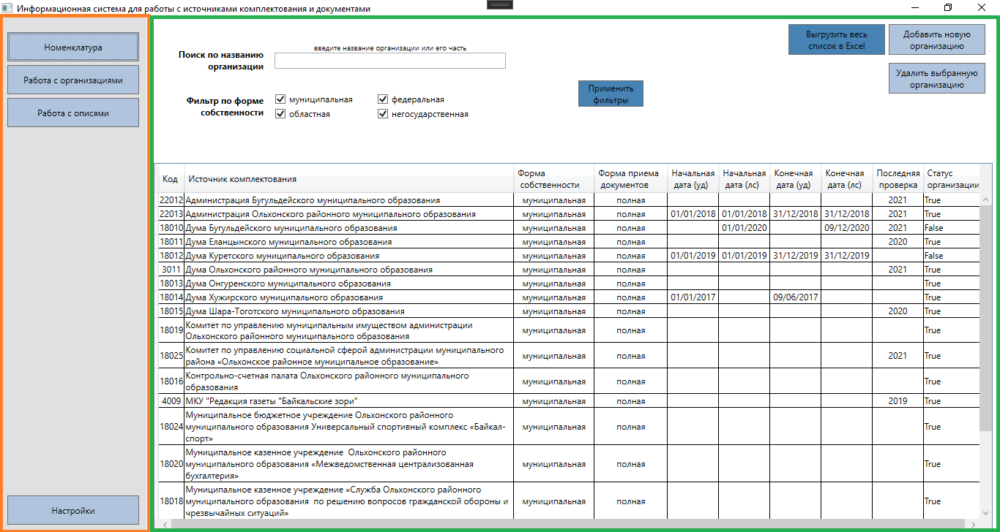 Информационная система для работы с источниками комплектования и документами
Номенклатура
Работа с организациями
Работа с описями
Настройки
Поиск по названию
организации
введите название организации или его часть
Фильтр по форме
собственности
муниципальная
федеральная
областная
негосударственная
Применить
фильтры
Выгрузить весь
список в Excel
Добавить новую
организацию
Удалить выбранную
организацию
Код Источник комплектования Форма собственности Форма приема документов Начальная дата (уд) Начальная дата (лс) Конечная дата (уд) Конечная дата (лс) Последняя проверка Статус организации
22012 Администрация Бугульдейского муниципального образования муниципальная полная 2021 True
22013 Администрация Ольхонского районного муниципального образования муниципальная полная 01/01/2018 01/01/2018 31/12/2018 31/12/2018 2021 True
18010 Дума Бугульдейского муниципального образования муниципальная полная 01/01/2020 09/12/2020 2021 False
18011 Дума Еланцынского муниципального образования муниципальная полная 2020 True
18012 Дума Куретского муниципального образования муниципальная полная 01/01/2019 01/01/2019 31/12/2019 31/12/2019 False
3011 Дума Ольхонского районного муниципального образования муниципальная полная 2021 True
18013 Дума Онгуренского муниципального образования муниципальная полная True
18014 Дума Хужирского муниципального образования муниципальная полная 01/01/2017 09/06/2017 True
18015 Дума Шара-Тоготского муниципального образования муниципальная полная 2020 True
18019 Комитет по управлению муниципальным имуществом администрации
Ольхонского районного муниципального образования муниципальная полная True
18025 Комитет по управлению социальной сферой администрации муниципального
района «Ольхонское районное муниципальное образование» муниципальная полная 2021 True
18016 Контрольно-счетная палата Ольхонского районного муниципального
образования муниципальная полная True
4009 МКУ "Редакция газеты "Байкальские зори" муниципальная полная 2019 True
18024 Муниципальное бюджетное учреждение Ольхонского районного
муниципального образования Универсальный спортивный комплекс «Байкал-
спорт» муниципальная полная True
18020 Муниципальное казенное учреждение Ольхонского районного
муниципального образования «Межведомственная централизованная
бухгалтерия» муниципальная полная True
18018 Муниципальное казенное учреждение «Служба Ольхонского районного
муниципального образования по решению вопросов гражданской обороны и
чрезвычайных ситуаций» муниципальная полная True